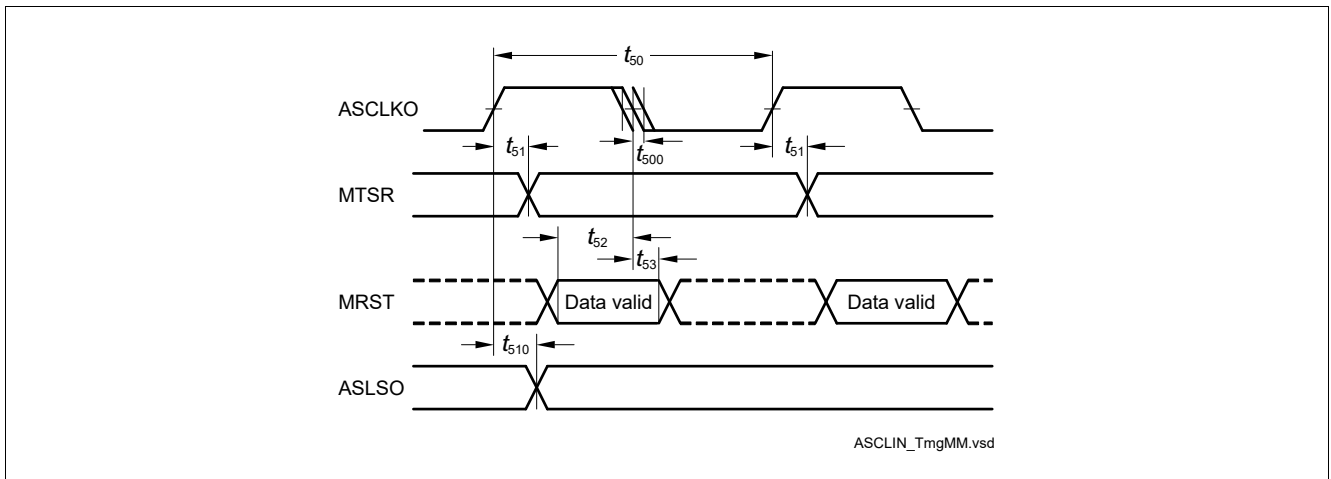 t50
ASCLKO
t51
t500
t51
MTSR
t52
t53
MRST
Data valid
Data valid
t510
ASLSO
ASCLIN_TmgMM.vsd